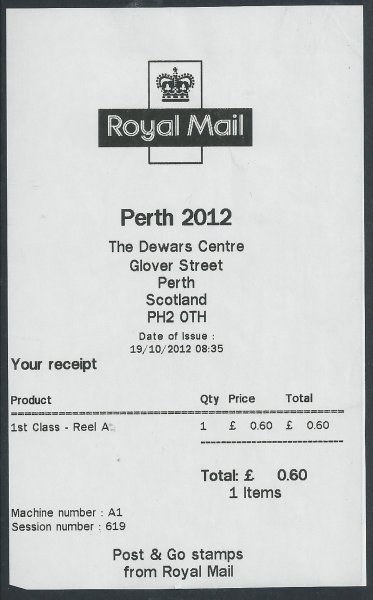 Royal Mail
Perth 2012
The Dewars Centre
Glover Street
Perth
Scotland
PH2 0TH
Date of Issue :
19/10/2012 08:35
Your receipt
Product Qty Price Total
1st Class - Reel A 1 £ 0.60 £ 0.60
Total: £ 0.60
1 Items
Machine number : A1
Session number : 619
Post & Go stamps
from Royal Mail